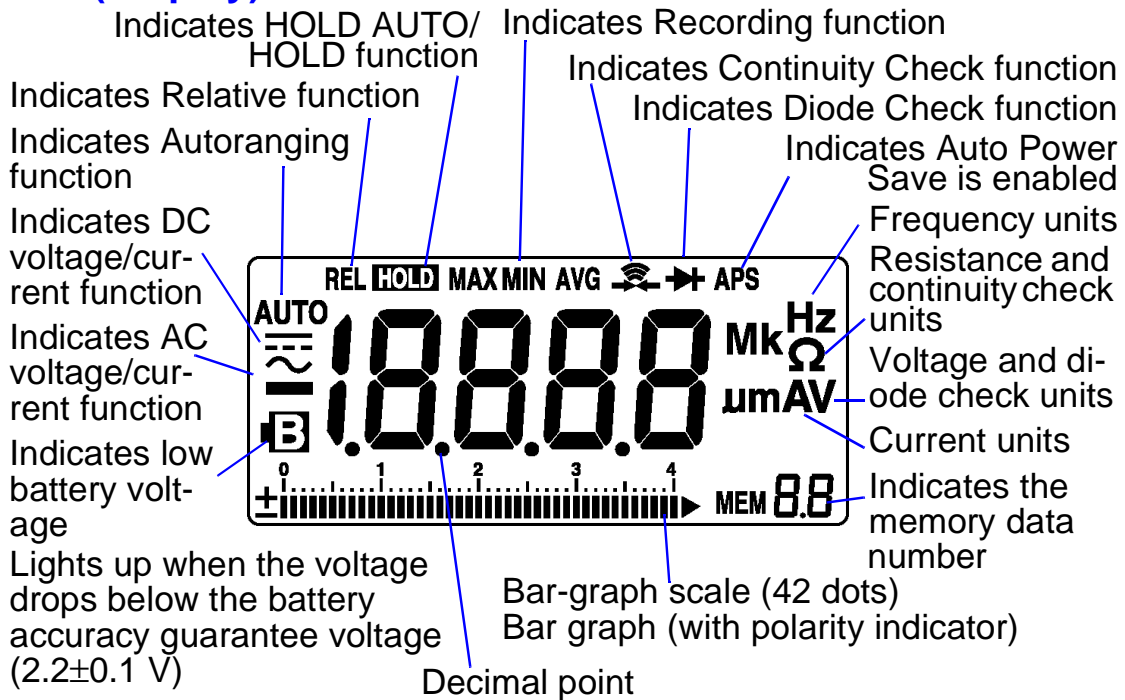 Indicates HOLD AUTO/
HOLD function
Indicates Recording function
Indicates Continuity Check function
Indicates Relative function
Indicates Diode Check function
Indicates Autoranging
function
Indicates Auto Power
Save is enabled
Indicates DC
voltage/cur-
rent function
Frequency units
Resistance and
continuity check
units
REL HOLD MAX MIN AVG APS
AUTO
18.8.8.8
Mk Hz
Ω
µmAV
Indicates AC
voltage/cur-
rent function
Voltage and di-
ode check units
B
Current units
Indicates low
battery volt-
age
0 1 2 3 4
±
MEM 8.8
Indicates the
memory data
number
Lights up when the voltage
drops below the battery
accuracy guarantee voltage
(2.2±0.1 V)
Bar-graph scale (42 dots)
Bar graph (with polarity indicator)
Decimal point